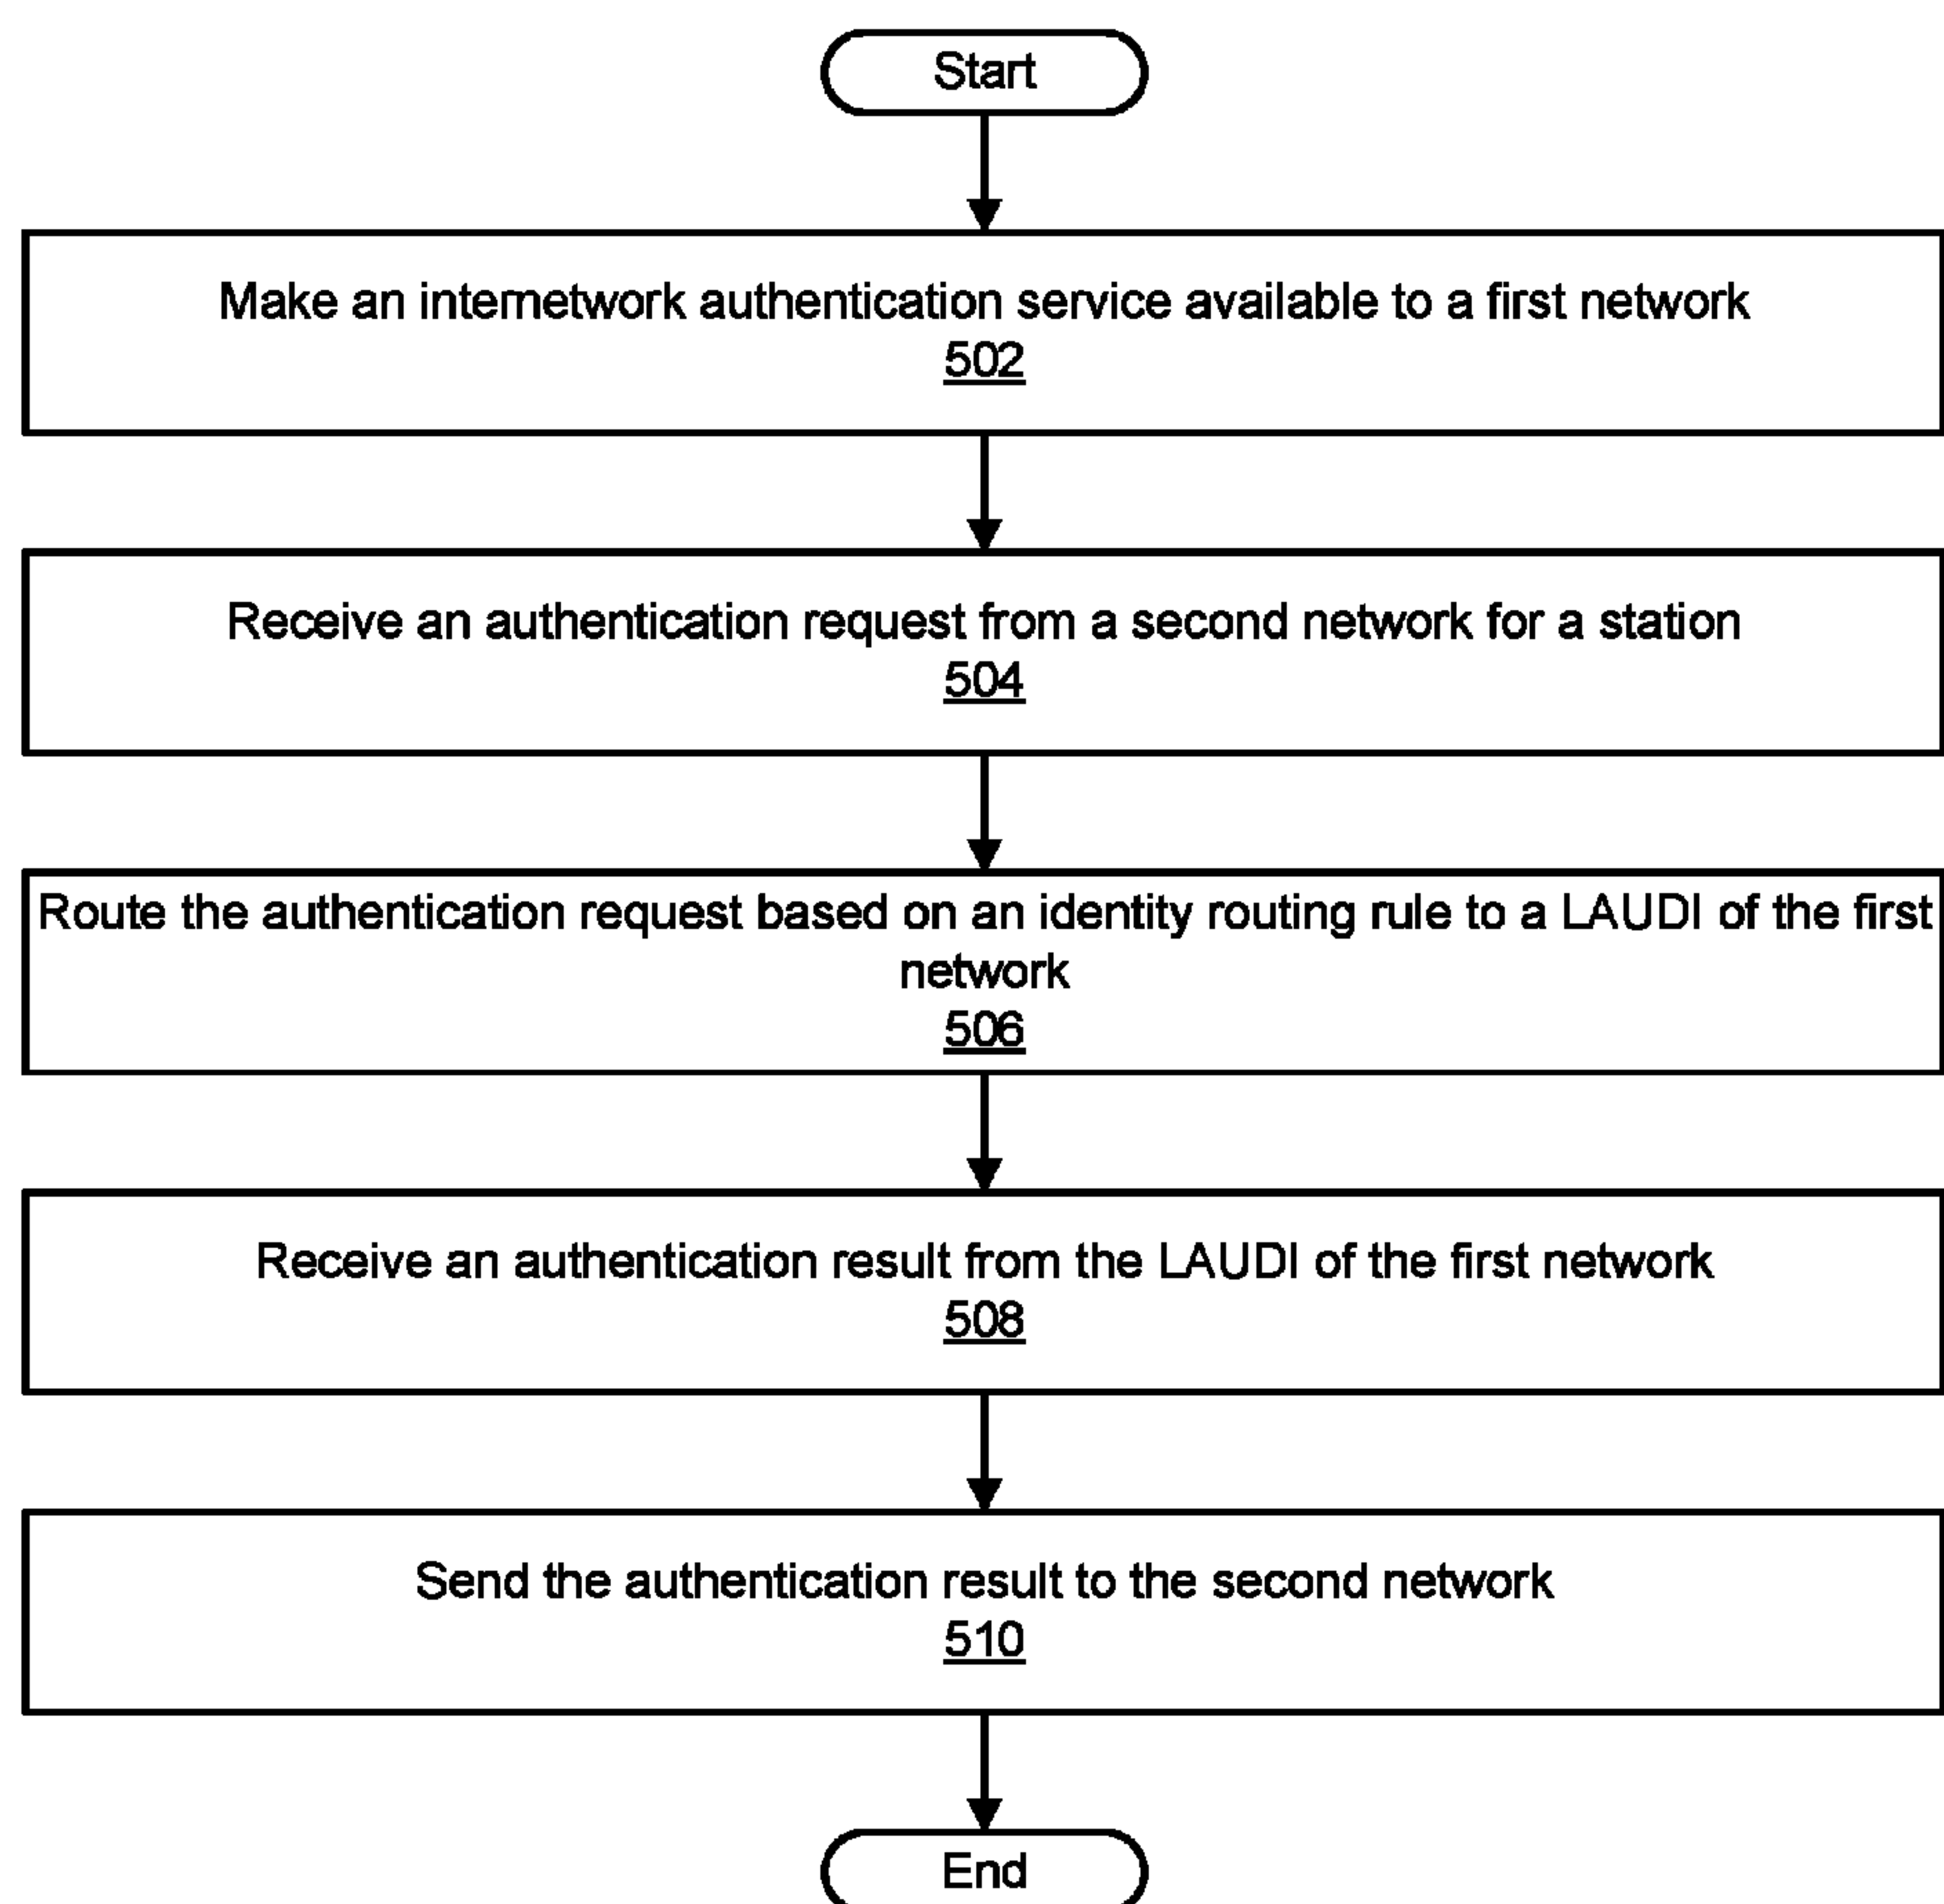 Start
Make an internetwork authentication service available to a first network
502
Receive an authentication request from a second network for a station
504
Route the authentication request based on an identity routing rule to a LAUDI of the first
network
506
Receive an authentication result from the LAUDI of the first network
508
Send the authentication result to the second network
510
End